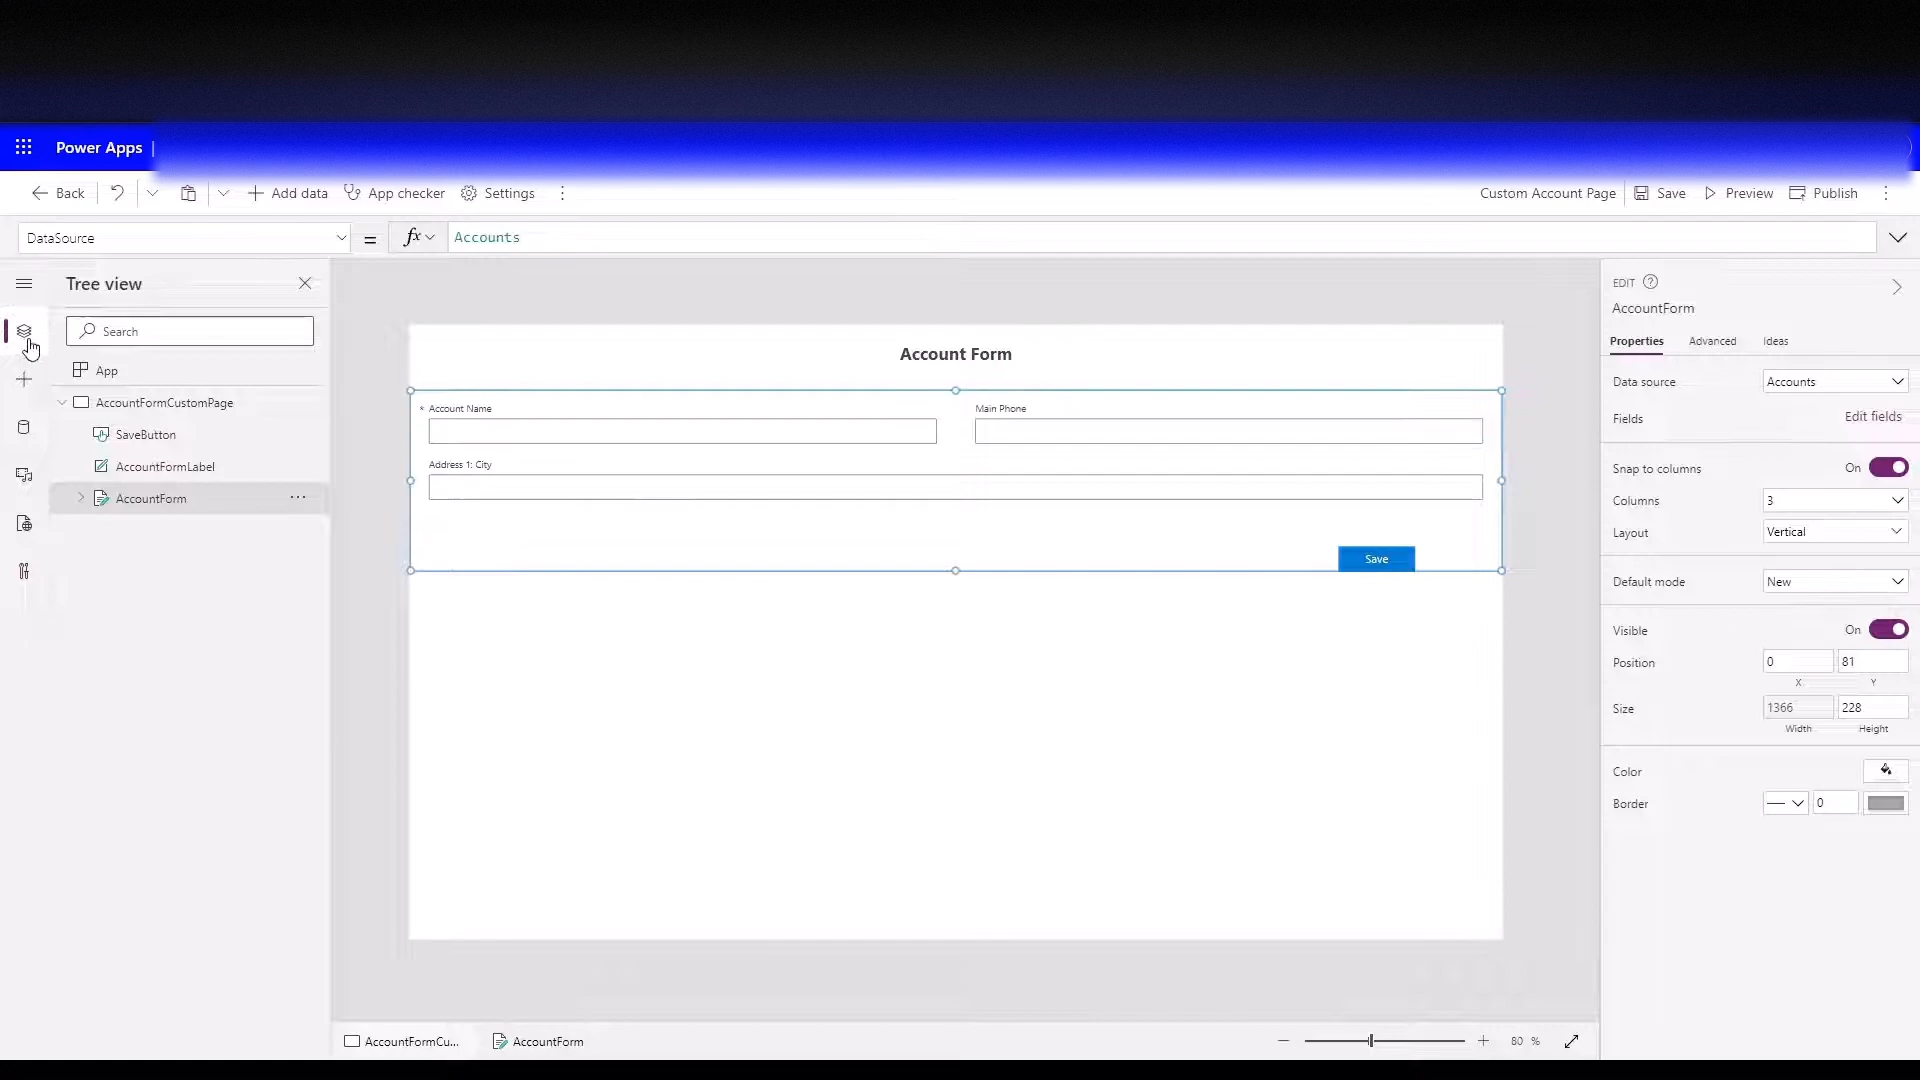 Power Apps |
Back
Add data
App checker
Settings
Custom Account Page
Save
Preview
Publish
DataSource
=
fx
Accounts
Tree view
Search
App
AccountFormCustomPage
SaveButton
AccountFormLabel
AccountForm
Account Form
* Account Name
Main Phone
Address 1: City
Save
EDIT
AccountForm
Properties
Advanced
Ideas
Data source
Accounts
Fields
Edit fields
Snap to columns
On
Columns
3
Layout
Vertical
Default mode
New
Visible
On
Position
0
81
X
Y
Size
1366
228
Width
Height
Color
Border
0
AccountFormCu...
AccountForm
80 %